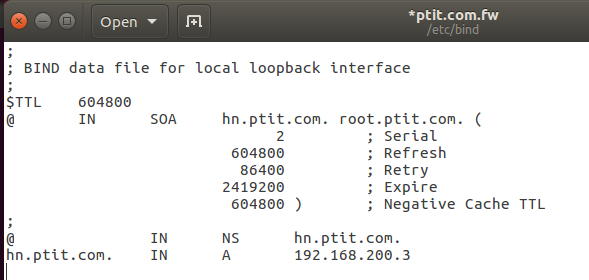 Open
*ptit.com.fw
/etc/bind
;
; BIND data file for local loopback interface
;
$TTL 604800
@ IN SOA hn.ptit.com. root.ptit.com. (
2 ; Serial
604800 ; Refresh
86400 ; Retry
2419200 ; Expire
604800 ) ; Negative Cache TTL
;
@ IN NS hn.ptit.com.
hn.ptit.com. IN A 192.168.200.3